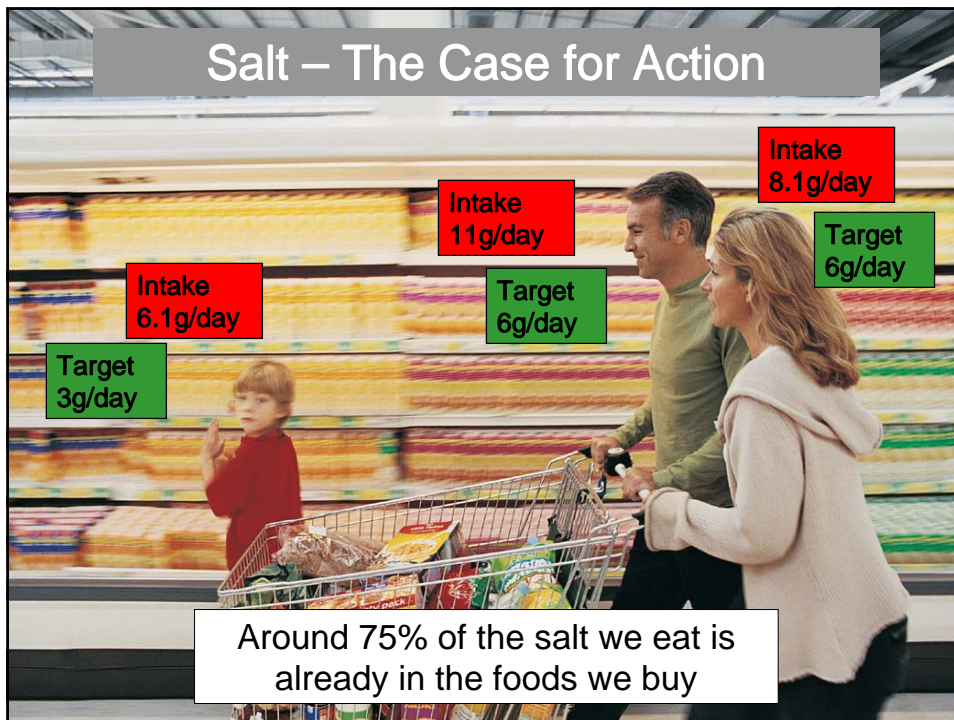 Salt – The Case for Action
Intake
8.1g/day
Target
6g/day
Intake
11g/day
Target
6g/day
Intake
6.1g/day
Target
3g/day
Around 75% of the salt we eat is
already in the foods we buy